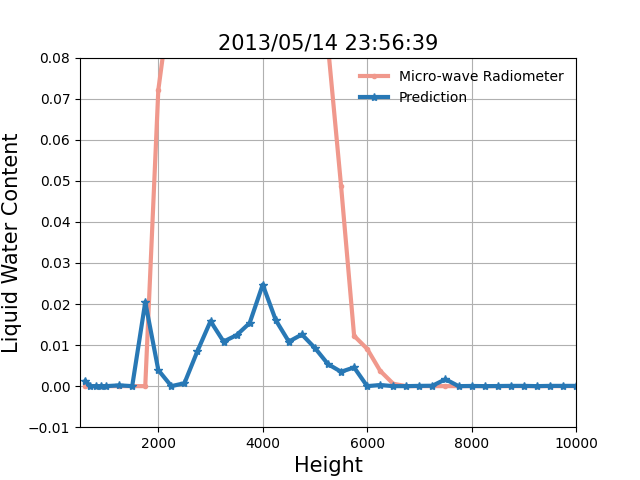 2013/05/14 23:56:39
Micro-wave Radiometer
Prediction
Liquid Water Content
0.08
0.07
0.06
0.05
0.04
0.03
0.02
0.01
0.00
−0.01
2000 4000 6000 8000 10000
Height